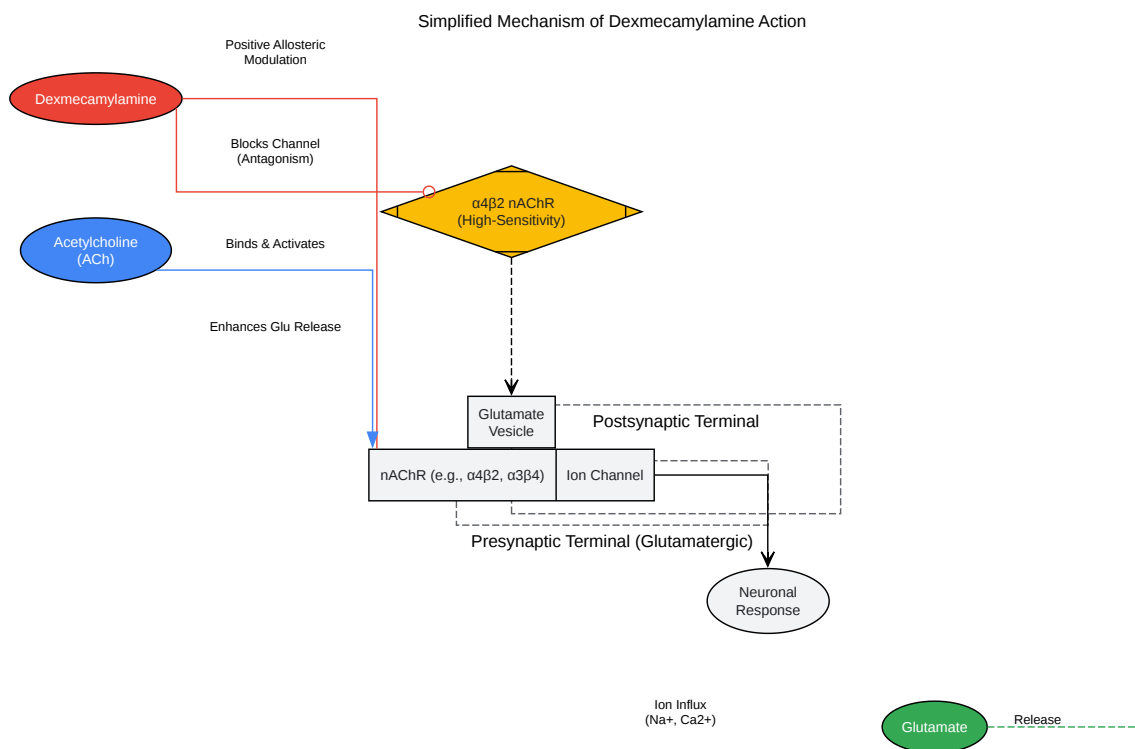 Simplified Mechanism of Dexmecamylamine Action
Positive Allosteric
Modulation
Dexmecamylamine
Blocks Channel
(Antagonism)
α4β2 nAChR
(High-Sensitivity)
Acetylcholine
(ACh)
Binds & Activates
Enhances Glu Release
Glutamate
Vesicle
Postsynaptic Terminal
nAChR (e.g., α4β2, α3β4)
Ion Channel
Presynaptic Terminal (Glutamatergic)
Neuronal
Response
Ion Influx
(Na+, Ca2+)
Glutamate
Release